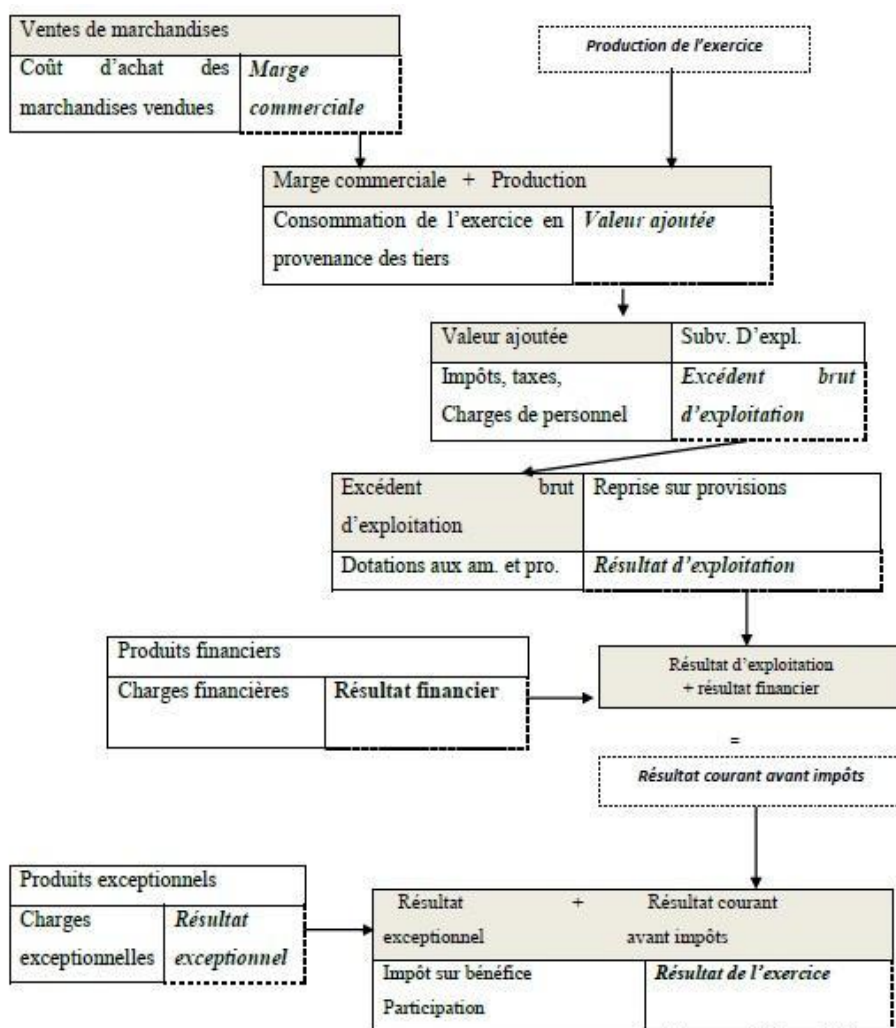 Ventes de marchandises
Coût d'achat des
marchandises vendues
Marge
commerciale
Production de l'exercice
Marge commerciale + Production
Consommation de l'exercice en
provenance des tiers
Valeur ajoutée
Valeur ajoutée
Subv. D'expl.
Impôts, taxes,
Charges de personnel
Excédent brut
d'exploitation
Excédent brut
d'exploitation
Reprise sur provisions
Dotations aux am. et pro.
Résultat d'exploitation
Produits financiers
Charges financières
Résultat financier
Résultat d'exploitation
+ résultat financier
=
Résultat courant avant impôts
Produits exceptionnels
Charges
exceptionnelles
Résultat
exceptionnel
Résultat + Résultat courant
exceptionnel avant impôts
Impôt sur bénéfice
Participation
Résultat de l'exercice